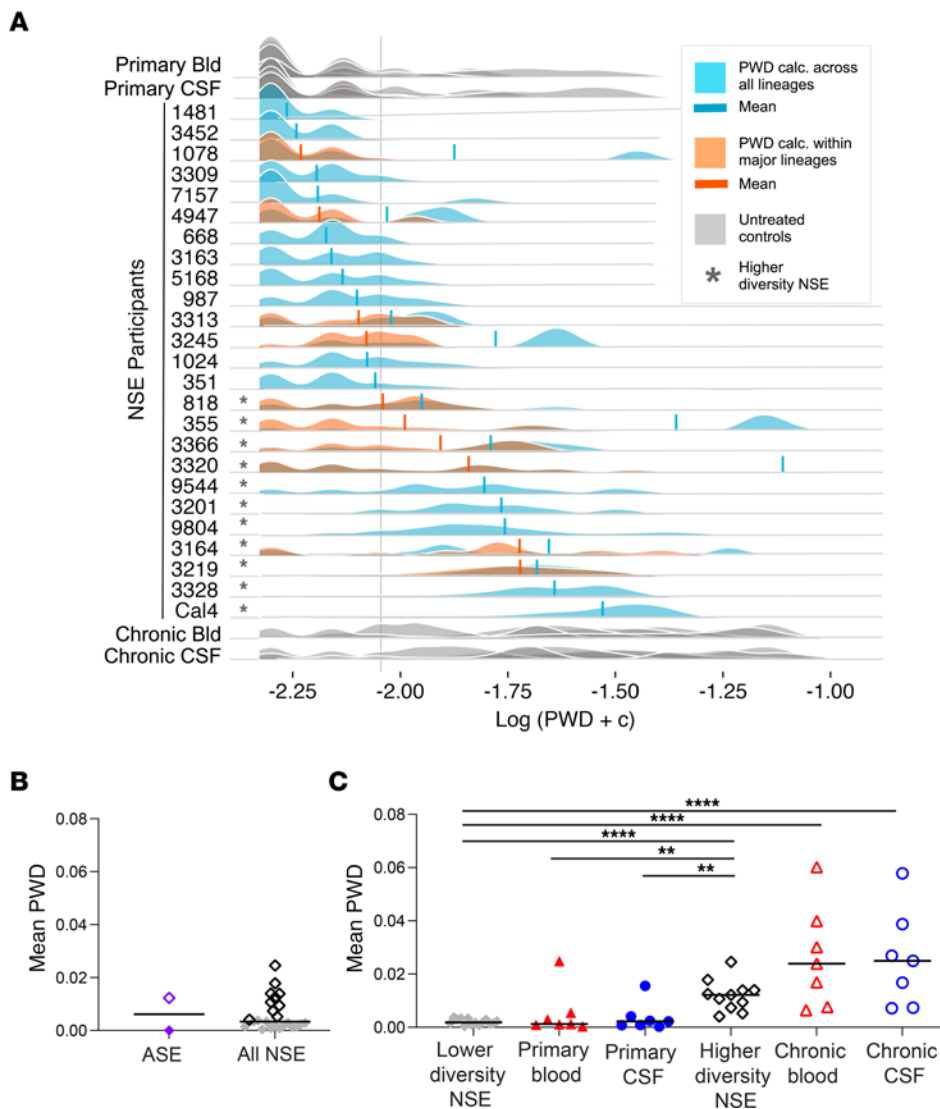 A
Primary Bld
Primary CSF
1481
3452
1078
3309
7157
4947
668
3163
5168
987
3313
3245
1024
351
818 *
355 *
3366 *
3320 *
9544 *
3201 *
9804 *
3164 *
3219 *
3328 *
Cal4 *
Chronic Bld
Chronic CSF
NSE Participants
-2.25 -2.00 -1.75 -1.50 -1.25 -1.00
Log (PWD + c)
PWD calc. across
all lineages
Mean
PWD calc. within
major lineages
Mean
Untreated
controls
* Higher
diversity NSE
B
Mean PWD
0.08
0.06
0.04
0.02
0.00
ASE All NSE
C
Mean PWD
0.08
0.06
0.04
0.02
0.00
****
****
****
**
**
Lower
diversity
NSE
Primary
blood
Primary
CSF
Higher
diversity
NSE
Chronic
blood
Chronic
CSF